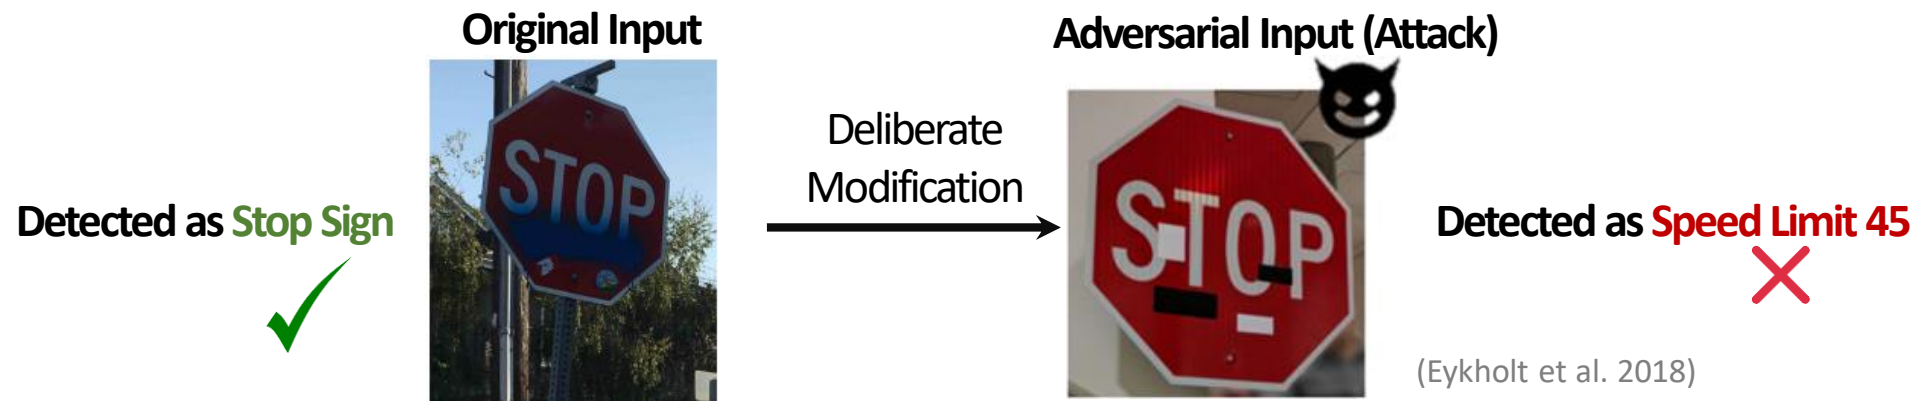 Original Input
Adversarial Input (Attack)
STOP
Deliberate
Modification
STOP
Detected as Stop Sign
Detected as Speed Limit 45
(Eykholt et al. 2018)